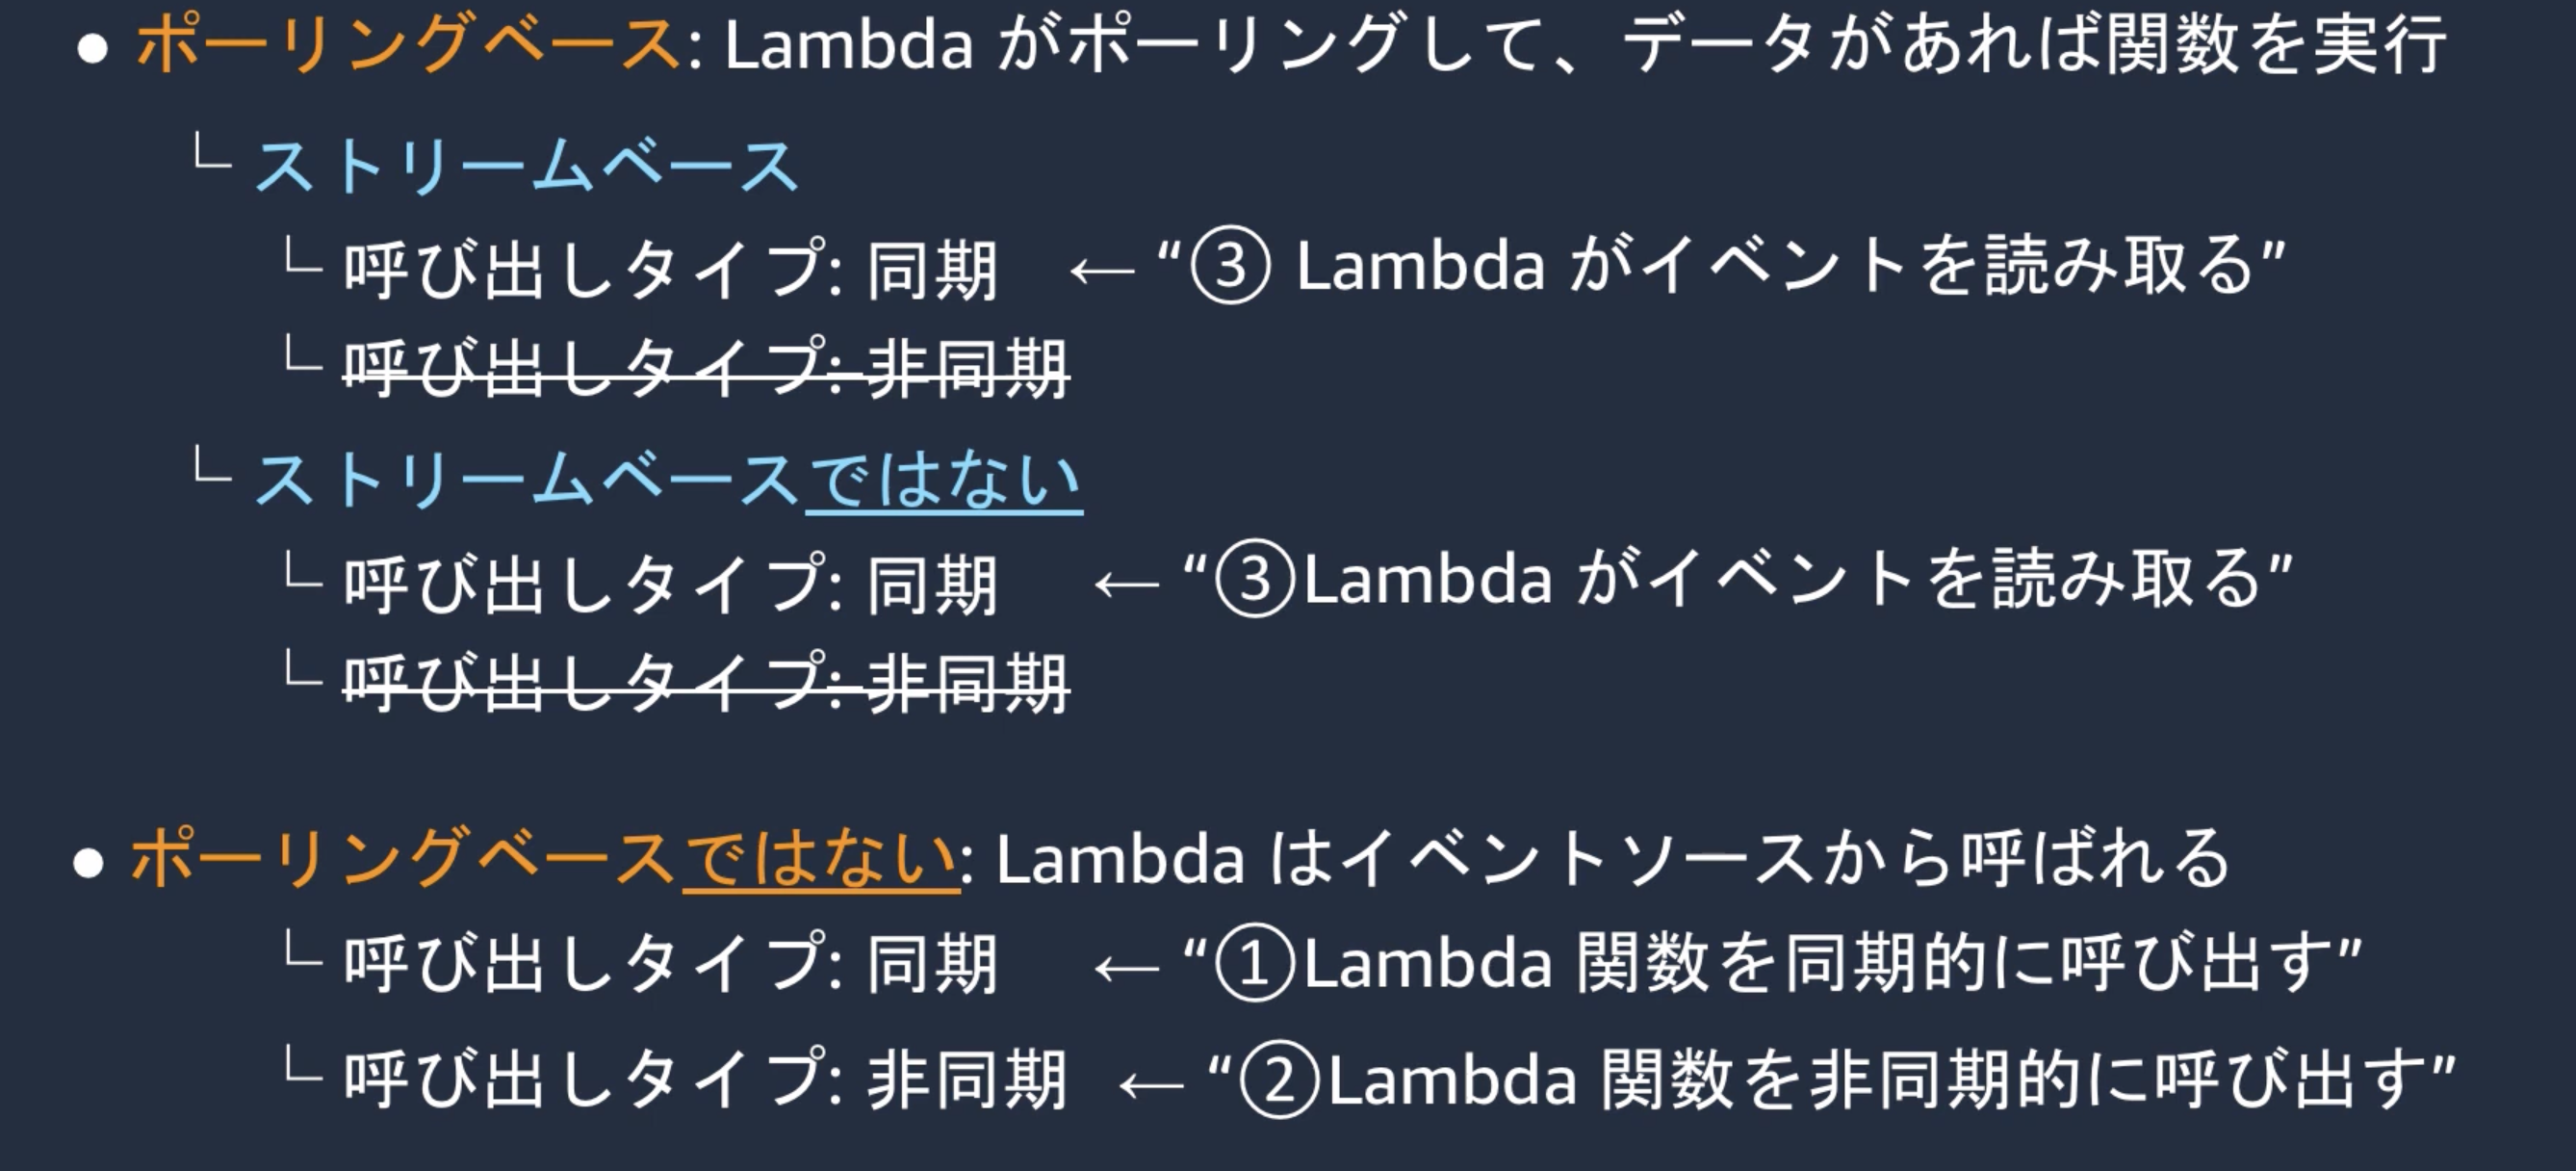 ● ポーリングベース: Lambda がポーリングして、データがあれば関数を実行
└ ストリームベース
└ 呼び出しタイプ: 同期 ← “③ Lambda がイベントを読み取る”
└ 呼び出しタイプ: 非同期
└ ストリームベースではない
└ 呼び出しタイプ: 同期 ← “③Lambda がイベントを読み取る”
└ 呼び出しタイプ: 非同期
● ポーリングベースではない: Lambda はイベントソースから呼ばれる
└ 呼び出しタイプ: 同期 ← “①Lambda 関数を同期的に呼び出す”
└ 呼び出しタイプ: 非同期 ← “②Lambda 関数を非同期的に呼び出す”